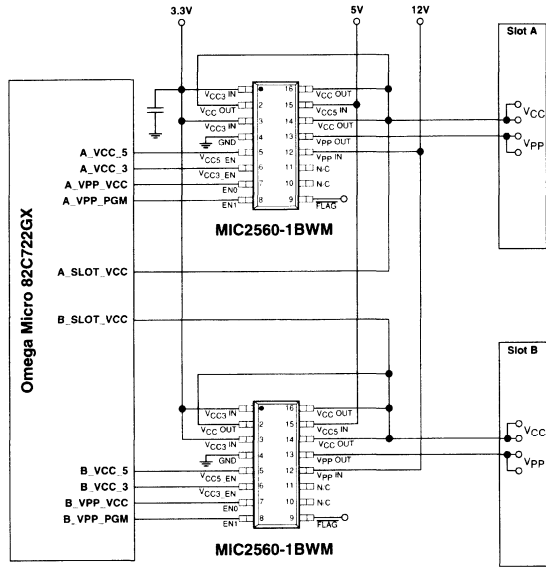 3.3V 5V 12V
Slot A
VCC3 IN 1 16 VCC OUT
VCC OUT 2 15 VCC5 IN
VCC3 IN 3 14 VCC OUT
GND 4 13 VPP OUT
A_VCC_5 VCC5 EN 5 12 VPP IN
A_VCC_3 VCC3_EN 6 11 N·C
A_VPP_VCC EN0 7 10 N·C
A_VPP_PGM EN1 8 9 FLAG
VCC
VPP
MIC2560-1BWM
Omega Micro 82C722GX
A_SLOT_VCC
B_SLOT_VCC
Slot B
VCC3 IN 16 VCC OUT
VCC OUT 2 15 VCC5 IN
VCC3 IN 3 14 VCC OUT
GND 4 13 VPP OUT
B_VCC_5 VCC5 EN 5 12 VPP IN
B_VCC_3 VCC3_EN 6 11 N·C
B_VPP_VCC EN0 7 10 N·C
B_VPP_PGM EN1 8 9 FLAG
VCC
VPP
MIC2560-1BWM